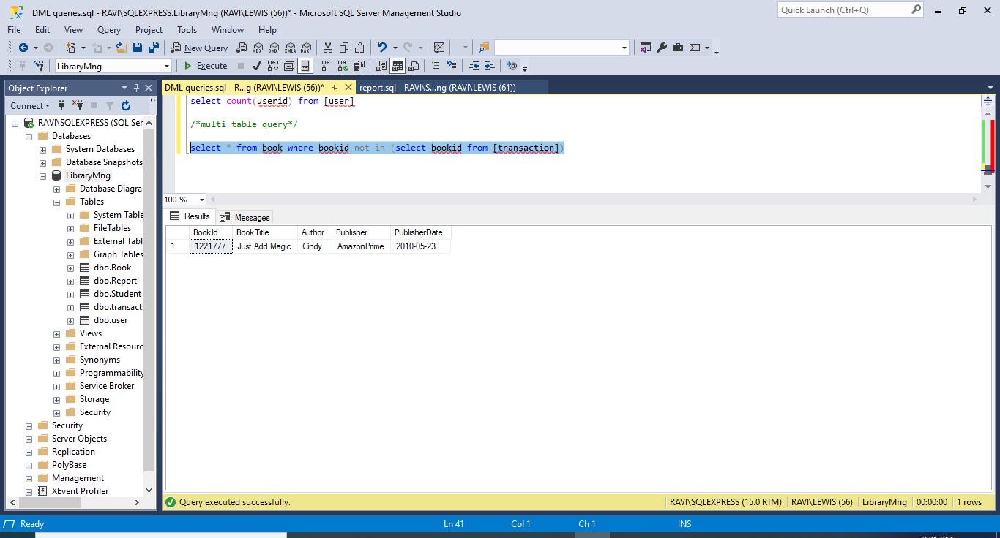 DML queries.sql - RAVI\SQLEXPRESS.LibraryMng (RAVI\LEWIS (56))* - Microsoft SQL Server Management Studio
Quick Launch (Ctrl+Q)
File Edit View Query Project Tools Window Help
New Query MDX DMX XMLA DAX
LibraryMng Execute
Object Explorer
Connect
RAVI\SQLEXPRESS (SQL Ser
Databases
System Databases
Database Snapshots
LibraryMng
Database Diagra
Tables
System Table
FileTables
External Tabl
Graph Tables
dbo.Book
dbo.Report
dbo.Student
dbo.transact
dbo.user
Views
External Resourc
Synonyms
Programmability
Service Broker
Storage
Security
Security
Server Objects
Replication
PolyBase
Management
XEvent Profiler
DML queries.sql - R...g (RAVI\LEWIS (56))* report.sql - RAVI\S...ng (RAVI\LEWIS (61))
select count(userid) from [user]
/*multi table query*/
select * from book where bookid not in (select bookid from [transaction])
100 %
Results Messages
BookId BookTitle Author Publisher PublisherDate
1 1221777 Just Add Magic Cindy AmazonPrime 2010-05-23
Query executed successfully. RAVI\SQLEXPRESS (15.0 RTM) RAVI\LEWIS (56) LibraryMng 00:00:00 1 rows
Ready Ln 41 Col 1 Ch 1 INS